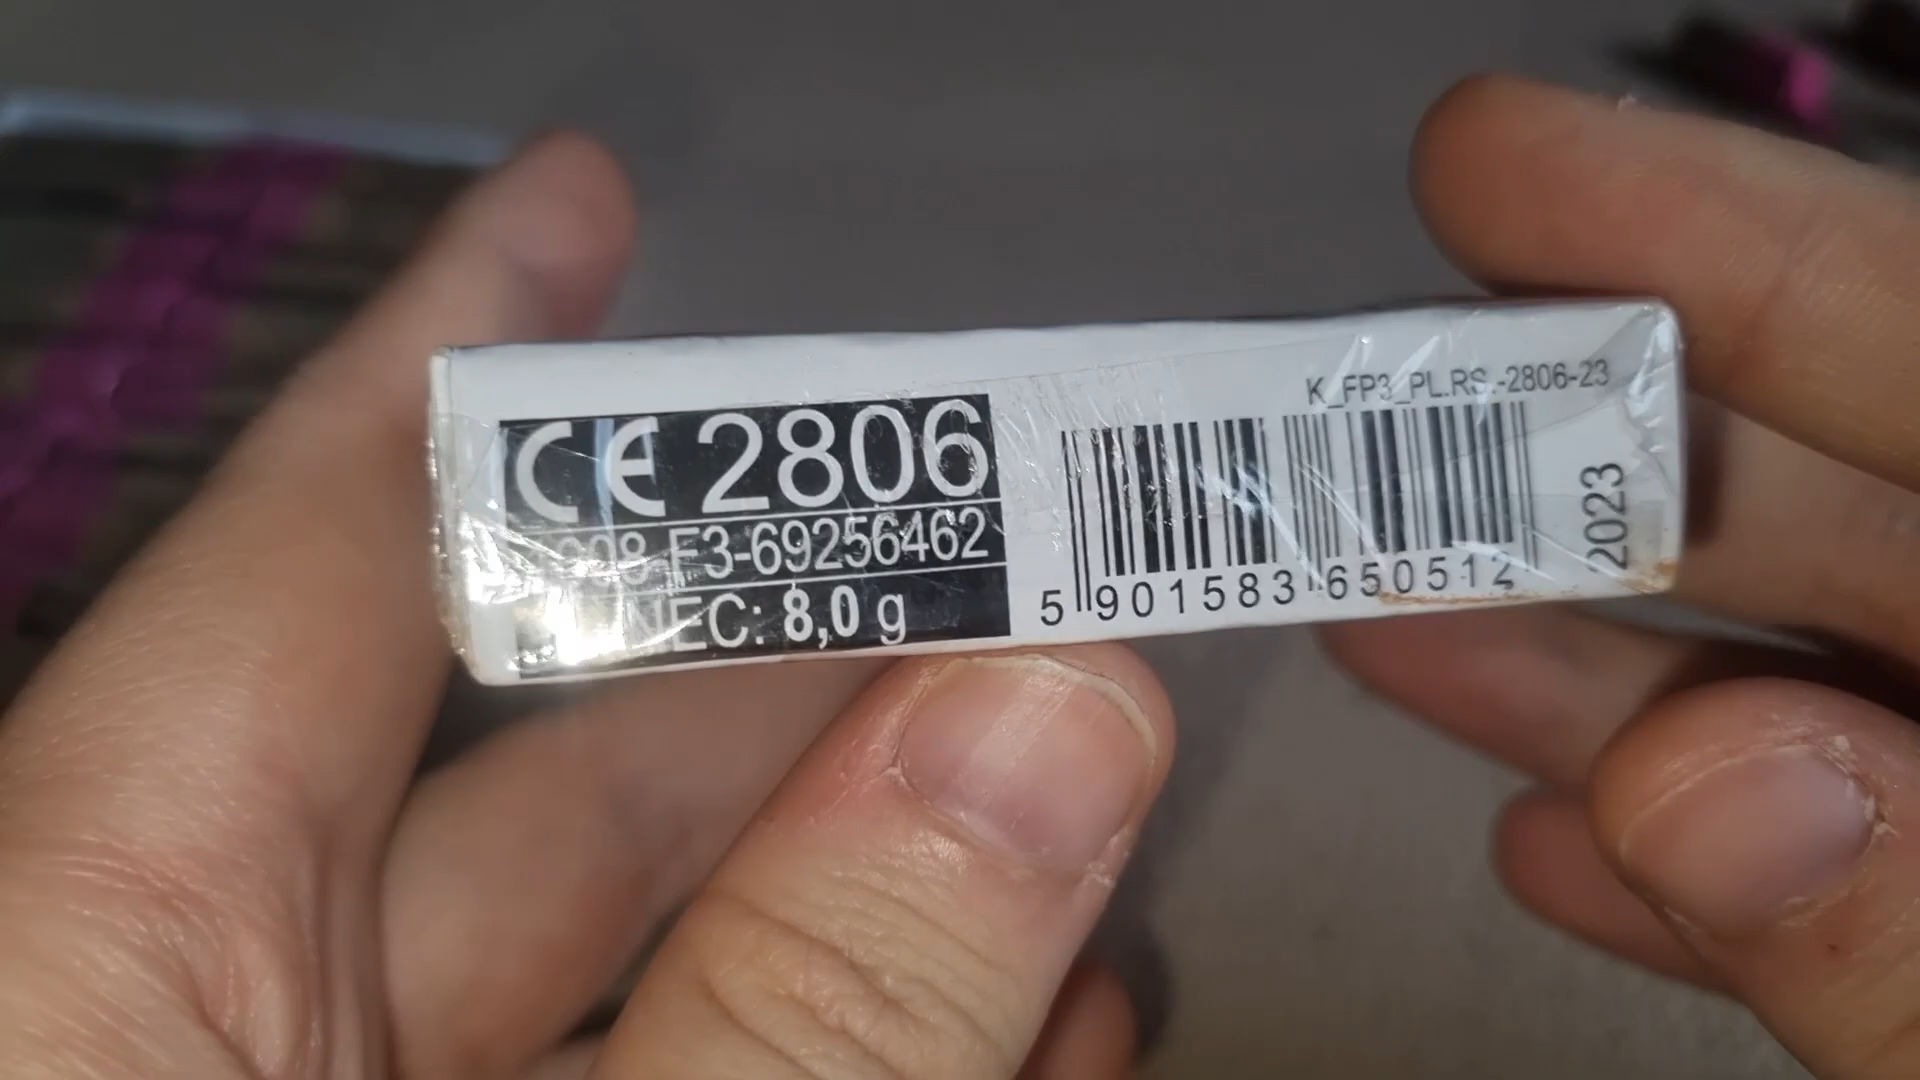 CE 2806
F3-69256462
NEC: 8,0 g
K_FP3_PL.RS.-2806-23
5 901583 650512
2023